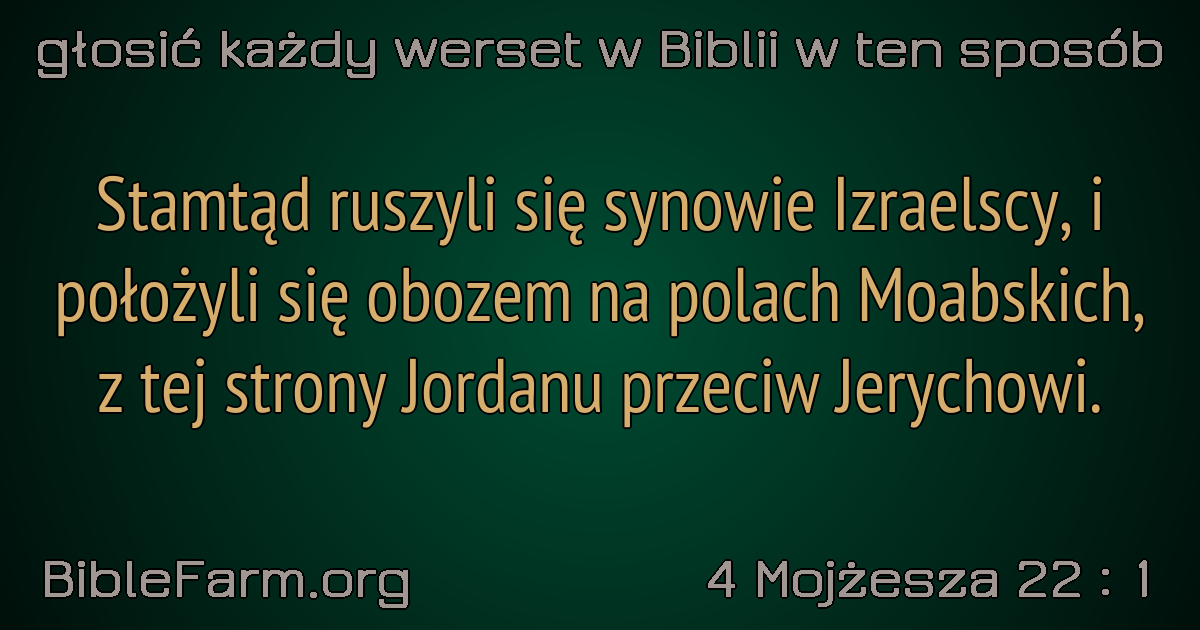 głosić każdy werset w Biblii w ten sposób
Stamtąd ruszyli się synowie Izraelscy, i
położyli się obozem na polach Moabskich,
z tej strony Jordanu przeciw Jerychowi.
BibleFarm.org
4 Mojżesza 22 : 1